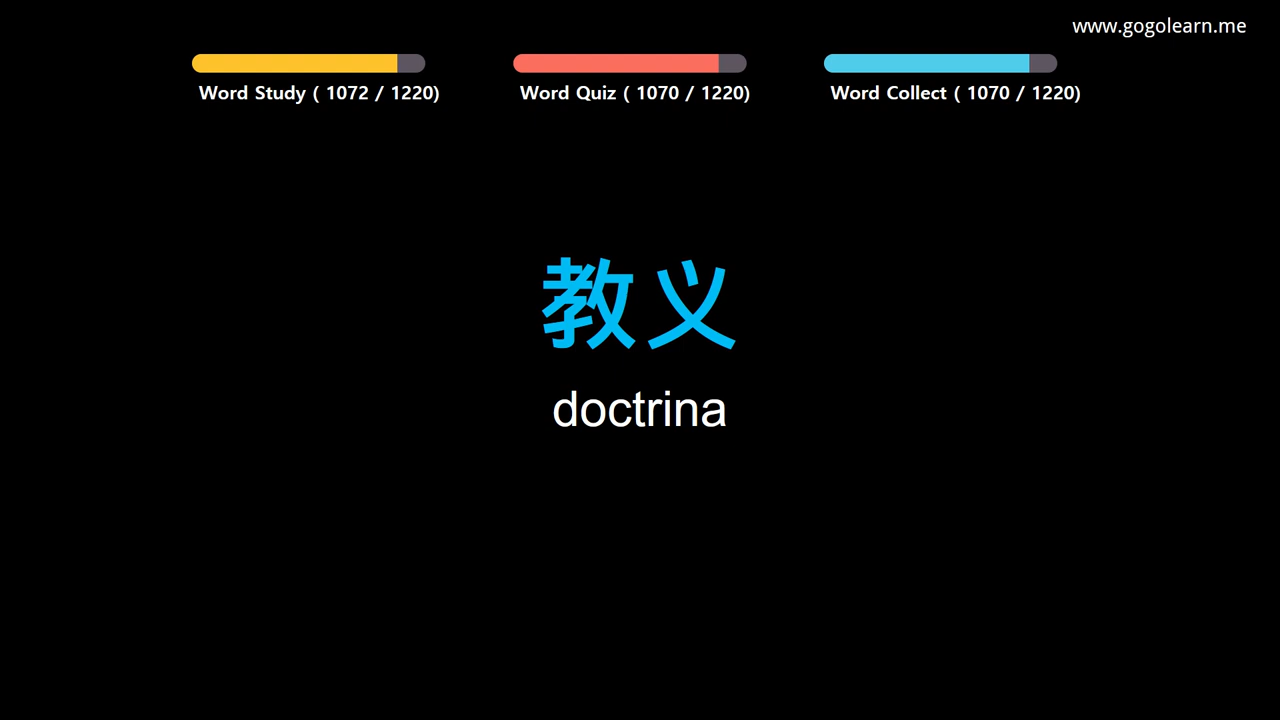 www.gogolearn.me
Word Study ( 1072 / 1220)
Word Quiz ( 1070 / 1220)
Word Collect ( 1070 / 1220)
教义
doctrina